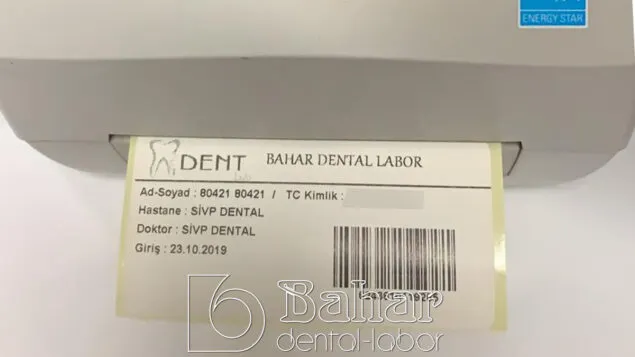 ENERGY STAR
DENT BAHAR DENTAL LABOR
Ad-Soyad : 80421 80421 / TC Kimlik :
Hastane : SİVP DENTAL
Doktor : SİVP DENTAL
Giriş : 23.10.2019
Bahar
dental-labor